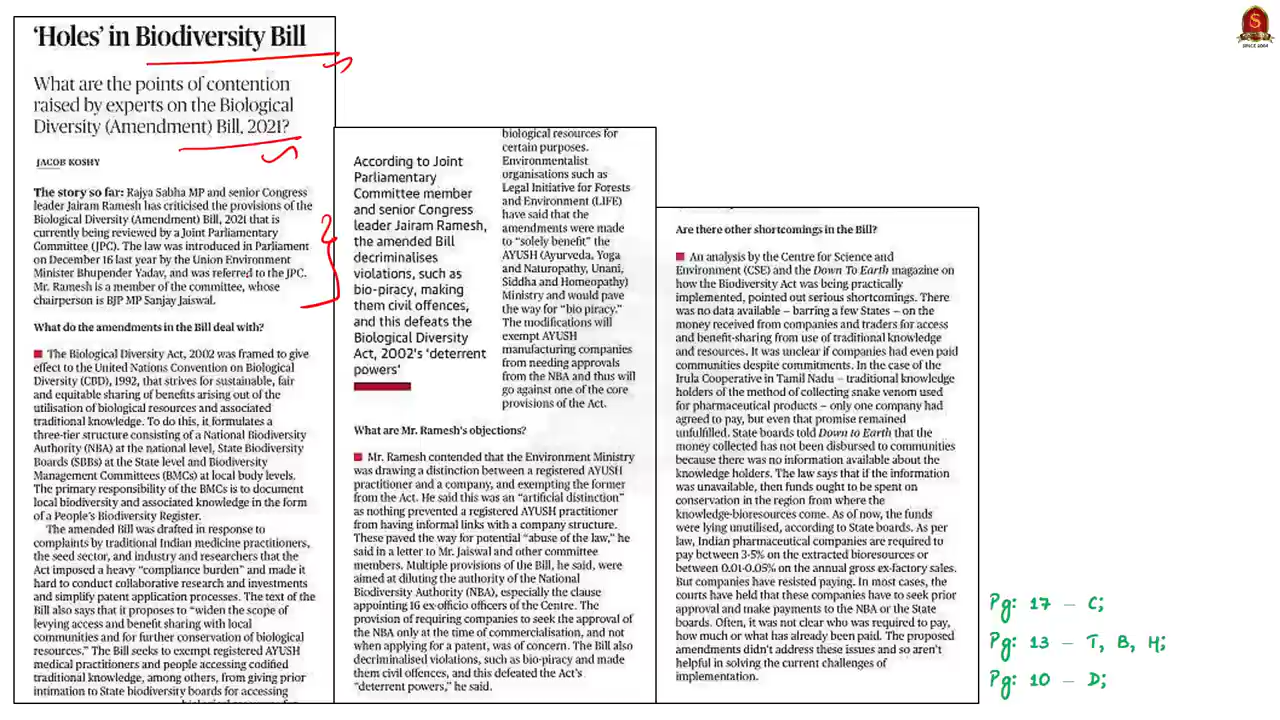 ‘Holes’ in Biodiversity Bill
What are the points of contention
raised by experts on the Biological
Diversity (Amendment) Bill, 2021?
JACOB KOSHY
The story so far: Rajya Sabha MP and senior Congress
leader Jairam Ramesh has criticised the provisions of the
Biological Diversity (Amendment) Bill, 2021 that is
currently being reviewed by a Joint Parliamentary
Committee (JPC). The law was introduced in Parliament
on December 16 last year by the Union Environment
Minister Bhupender Yadav, and was referred to the JPC.
Mr. Ramesh is a member of the committee, whose
chairperson is BJP MP Sanjay Jaiswal.
What do the amendments in the Bill deal with?
The Biological Diversity Act, 2002 was framed to give
effect to the United Nations Convention on Biological
Diversity (CBD), 1992, that strives for sustainable, fair
and equitable sharing of benefits arising out of the
utilisation of biological resources and associated
traditional knowledge. To do this, it formulates a
three-tier structure consisting of a National Biodiversity
Authority (NBA) at the national level, State Biodiversity
Boards (SBBs) at the State level and Biodiversity
Management Committees (BMCs) at local body levels.
The primary responsibility of the BMCs is to document
local biodiversity and associated knowledge in the form
of a People’s Biodiversity Register.
The amended Bill was drafted in response to
complaints by traditional Indian medicine practitioners,
the seed sector, and industry and researchers that the
Act imposed a heavy “compliance burden” and made it
hard to conduct collaborative research and investments
and simplify patent application processes. The text of the
Bill also says that it proposes to “widen the scope of
levying access and benefit sharing with local
communities and for further conservation of biological
resources.” The Bill seeks to exempt registered AYUSH
medical practitioners and people accessing codified
traditional knowledge, among others, from giving prior
intimation to State biodiversity boards for accessing
biological resources for
certain purposes.
Environmentalist
organisations such as
Legal Initiative for Forests
and Environment (LIFE)
have said that the
amendments were made
to “solely benefit” the
AYUSH (Ayurveda, Yoga
and Naturopathy, Unani,
Siddha and Homeopathy)
Ministry and would pave
the way for “bio piracy.”
The modifications will
exempt AYUSH
manufacturing companies
from needing approvals
from the NBA and thus will
go against one of the core
provisions of the Act.
According to Joint
Parliamentary
Committee member
and senior Congress
leader Jairam Ramesh,
the amended Bill
decriminalises
violations, such as
bio-piracy, making
them civil offences,
and this defeats the
Biological Diversity
Act, 2002's ‘deterrent
powers‘
What are Mr. Ramesh’s objections?
Mr. Ramesh contended that the Environment Ministry
was drawing a distinction between a registered AYUSH
practitioner and a company, and exempting the former
from the Act. He said this was an “artificial distinction”
as nothing prevented a registered AYUSH practitioner
from having informal links with a company structure.
These paved the way for potential “abuse of the law,” he
said in a letter to Mr. Jaiswal and other committee
members. Multiple provisions of the Bill, he said, were
aimed at diluting the authority of the National
Biodiversity Authority (NBA), especially the clause
appointing 16 ex-officio officers of the Centre. The
provision of requiring companies to seek the approval of
the NBA only at the time of commercialisation, and not
when applying for a patent, was of concern. The Bill also
decriminalised violations, such as bio-piracy and made
them civil offences, and this defeated the Act’s
“deterrent powers,” he said.
Are there other shortcomings in the Bill?
An analysis by the Centre for Science and
Environment (CSE) and the Down To Earth magazine on
how the Biodiversity Act was being practically
implemented, pointed out serious shortcomings. There
was no data available – barring a few States – on the
money received from companies and traders for access
and benefit-sharing from use of traditional knowledge
and resources. It was unclear if companies had even paid
communities despite commitments. In the case of the
Irula Cooperative in Tamil Nadu – traditional knowledge
holders of the method of collecting snake venom used
for pharmaceutical products – only one company had
agreed to pay, but even that promise remained
unfulfilled. State boards told Down to Earth that the
money collected has not been disbursed to communities
because there was no information available about the
knowledge holders. The law says that if the information
was unavailable, then funds ought to be spent on
conservation in the region from where the
knowledge-bioresources come. As of now, the funds
were lying unutilised, according to State boards. As per
law, Indian pharmaceutical companies are required to
pay between 3-5% on the extracted bioresources or
between 0.01-0.05% on the annual gross ex-factory sales.
But companies have resisted paying. In most cases, the
courts have held that these companies have to seek prior
approval and make payments to the NBA or the State
boards. Often, it was not clear who was required to pay,
how much or what has already been paid. The proposed
amendments didn’t address these issues and so aren’t
helpful in solving the current challenges of
implementation.
Pg: 17 – C;
Pg: 13 – T, B, H;
Pg: 10 – D;
S
SINCE 2004